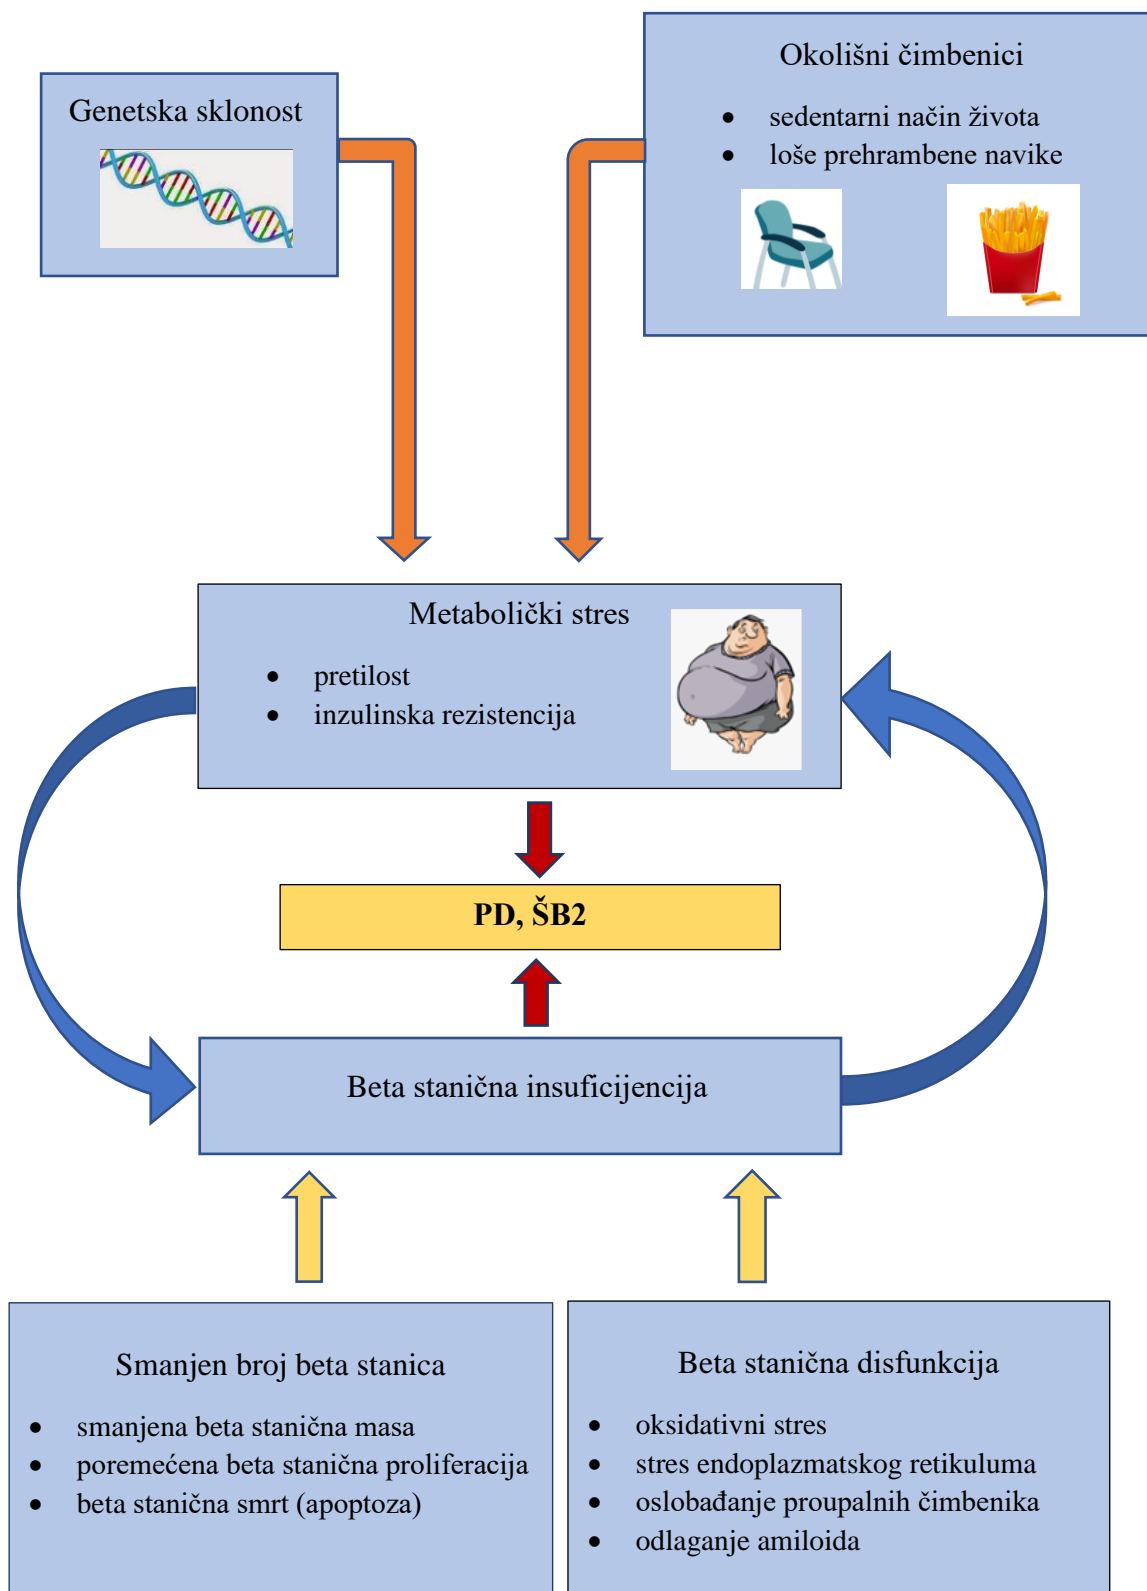 Genetska sklonost
Okolišni čimbenici
• sedentarni način života
• loše prehrambene navike
Metabolički stres
• pretilost
• inzulinska rezistencija
PD, ŠB2
Beta stanična insuficijencija
Smanjen broj beta stanica
• smanjena beta stanična masa
• poremećena beta stanična proliferacija
• beta stanična smrt (apoptoza)
Beta stanična disfunkcija
• oksidativni stres
• stres endoplazmatskog retikuluma
• oslobađanje proupalnih čimbenika
• odlaganje amiloida